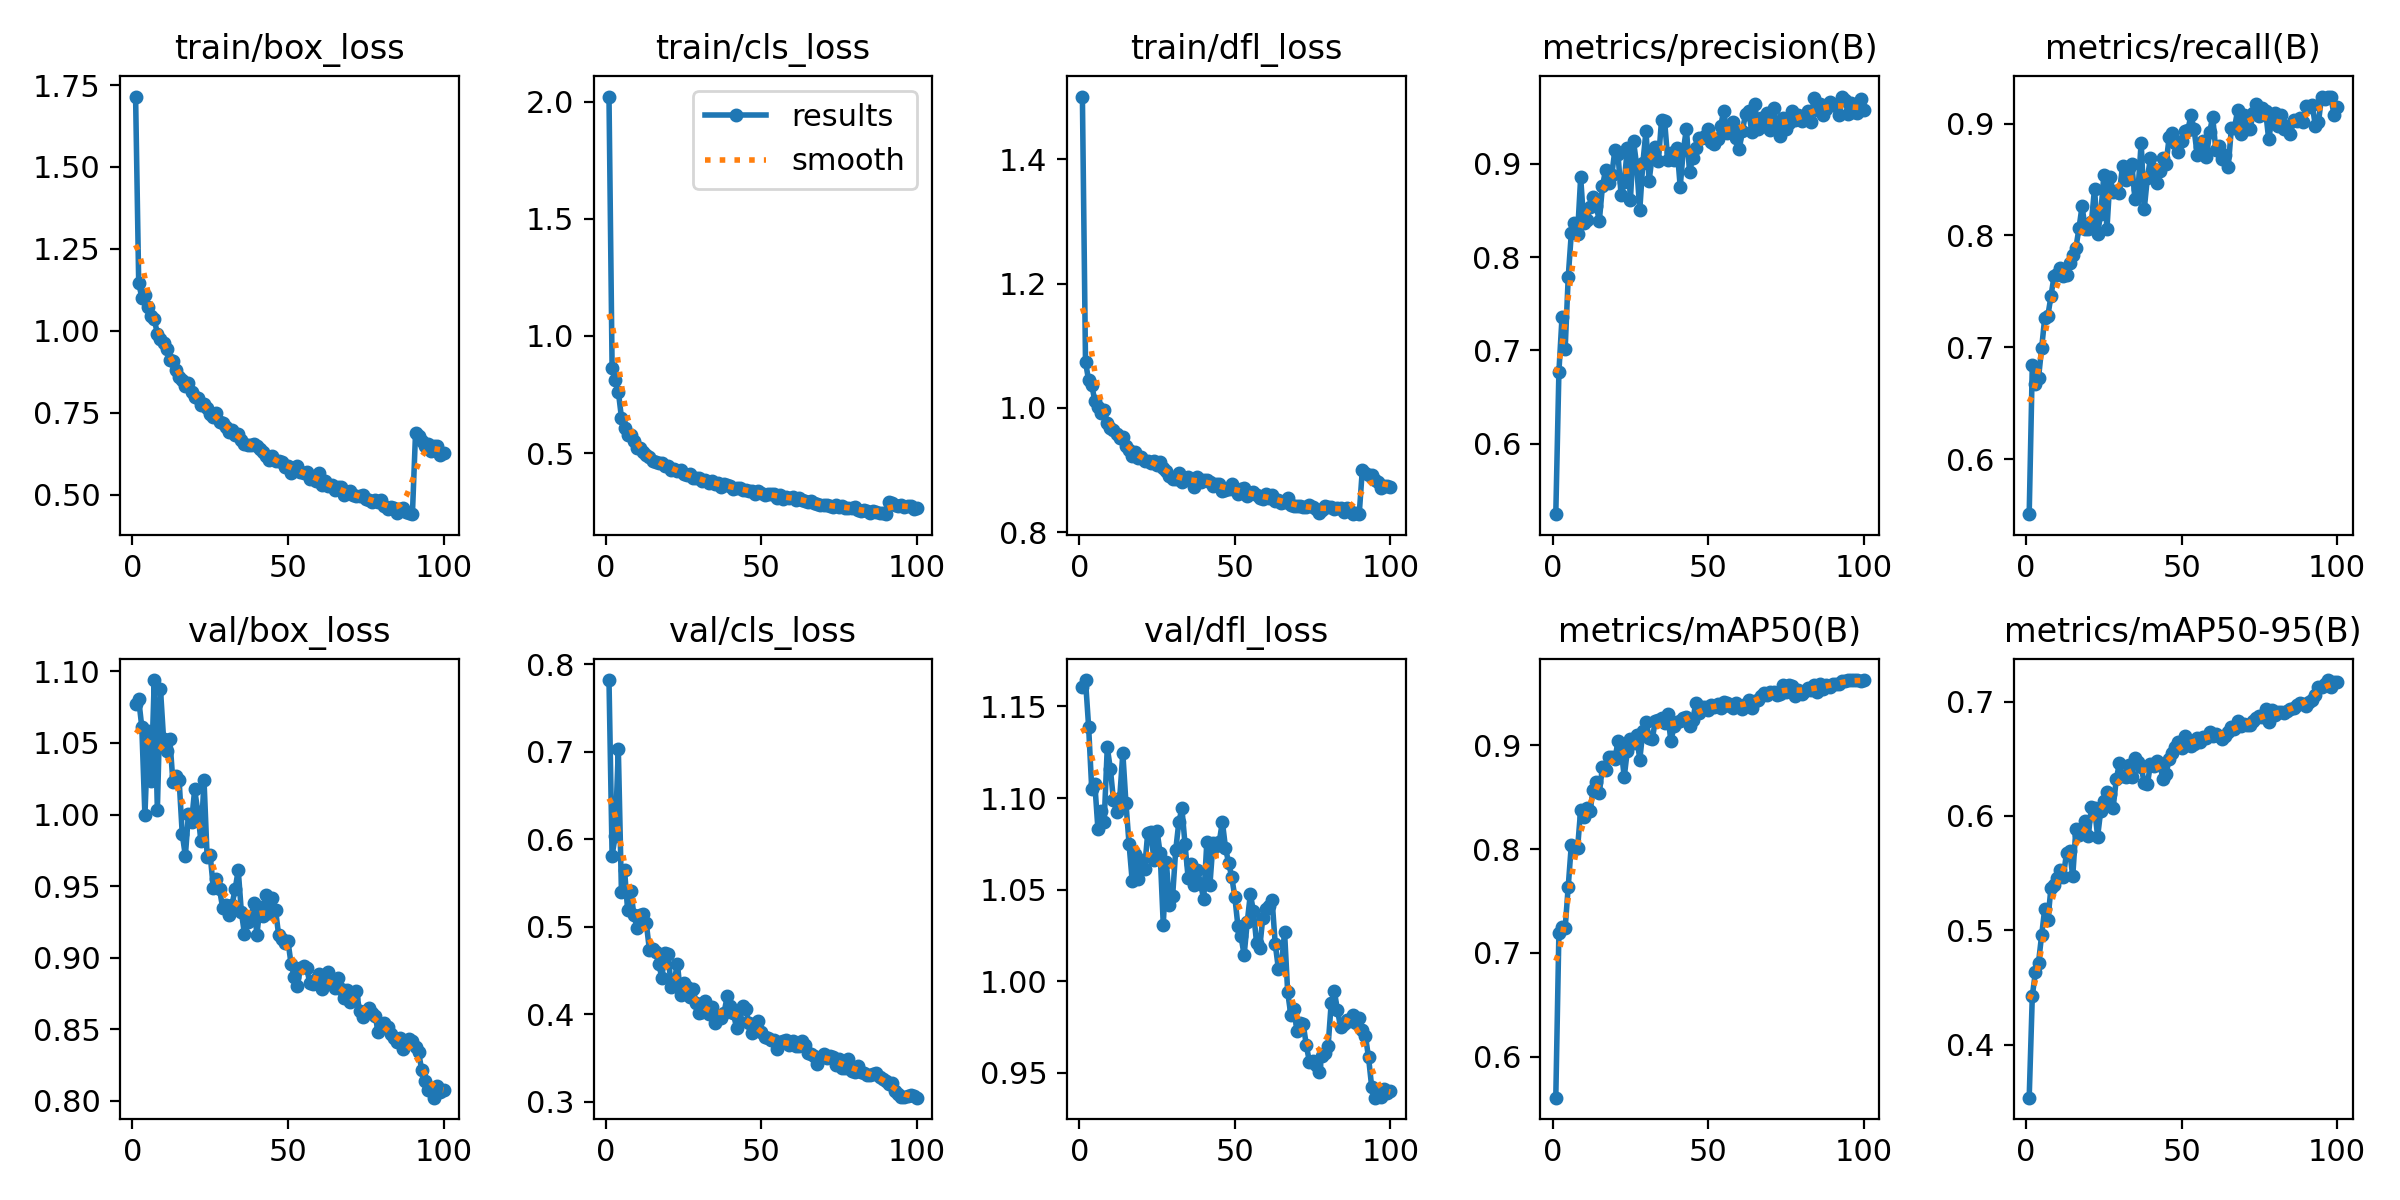 train/box_loss
1.75
1.50
1.25
1.00
0.75
0.50
0 50 100
train/cls_loss
results
smooth
2.0
1.5
1.0
0.5
0 50 100
train/dfl_loss
1.4
1.2
1.0
0.8
0 50 100
metrics/precision(B)
0.9
0.8
0.7
0.6
0 50 100
metrics/recall(B)
0.9
0.8
0.7
0.6
0 50 100
val/box_loss
1.10
1.05
1.00
0.95
0.90
0.85
0.80
0 50 100
val/cls_loss
0.8
0.7
0.6
0.5
0.4
0.3
0 50 100
val/dfl_loss
1.15
1.10
1.05
1.00
0.95
0 50 100
metrics/mAP50(B)
0.9
0.8
0.7
0.6
0 50 100
metrics/mAP50-95(B)
0.7
0.6
0.5
0.4
0 50 100